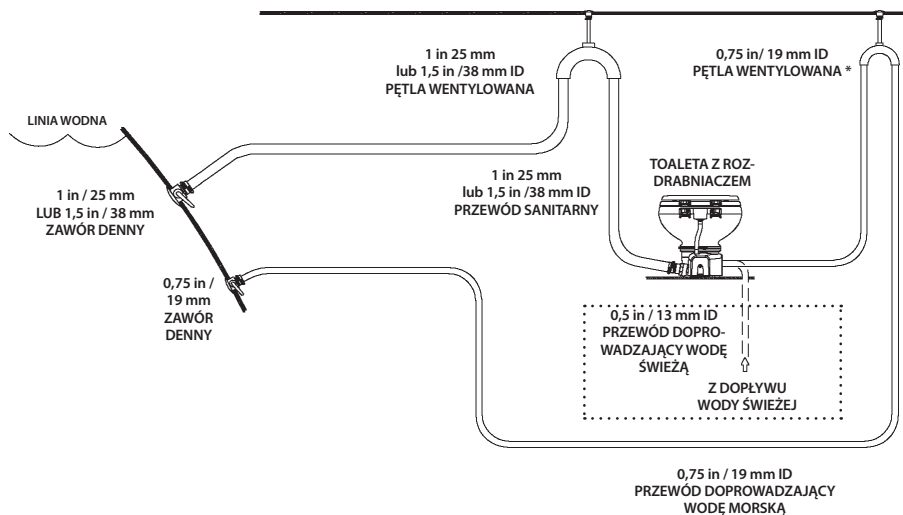 1 in 25 mm
lub 1,5 in /38 mm ID
PĘTLA WENTYLOWANA
0,75 in/ 19 mm ID
PĘTLA WENTYLOWANA *
LINIA WODNA
1 in / 25 mm
LUB 1,5 in / 38 mm
ZAWÓR DENNY
1 in 25 mm
lub 1,5 in /38 mm ID
PRZEWÓD SANITARNY
TOALETA Z ROZ-
DRABNIACZEM
0,75 in /
19 mm
ZAWÓR
DENNY
0,5 in / 13 mm ID
PRZEWÓD DOPRO-
WADZAJĄCY WODĘ
ŚWIEŻĄ
Z DOPŁYWU
WODY ŚWIEŻEJ
0,75 in / 19 mm ID
PRZEWÓD DOPROWADZAJĄCY
WODĘ MORSKĄ